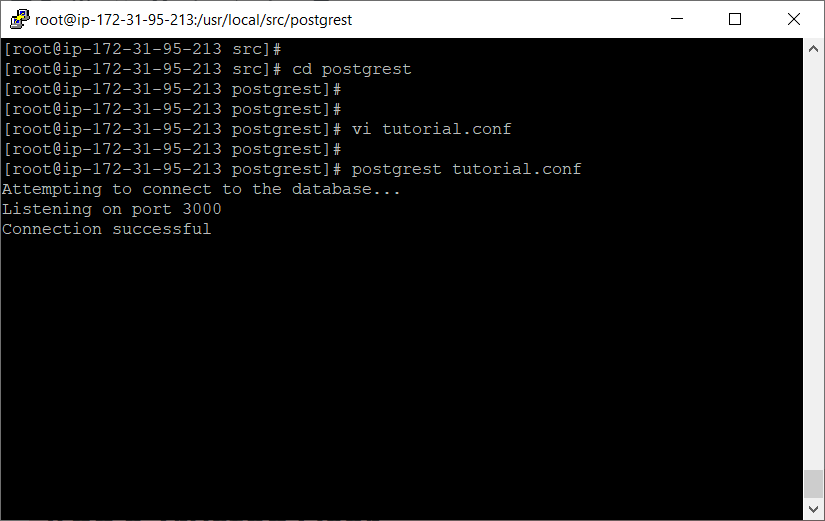 root@ip-172-31-95-213:/usr/local/src/postgrest
[root@ip-172-31-95-213 src]#
[root@ip-172-31-95-213 src]# cd postgrest
[root@ip-172-31-95-213 postgrest]#
[root@ip-172-31-95-213 postgrest]#
[root@ip-172-31-95-213 postgrest]# vi tutorial.conf
[root@ip-172-31-95-213 postgrest]#
[root@ip-172-31-95-213 postgrest]# postgrest tutorial.conf
Attempting to connect to the database...
Listening on port 3000
Connection successful